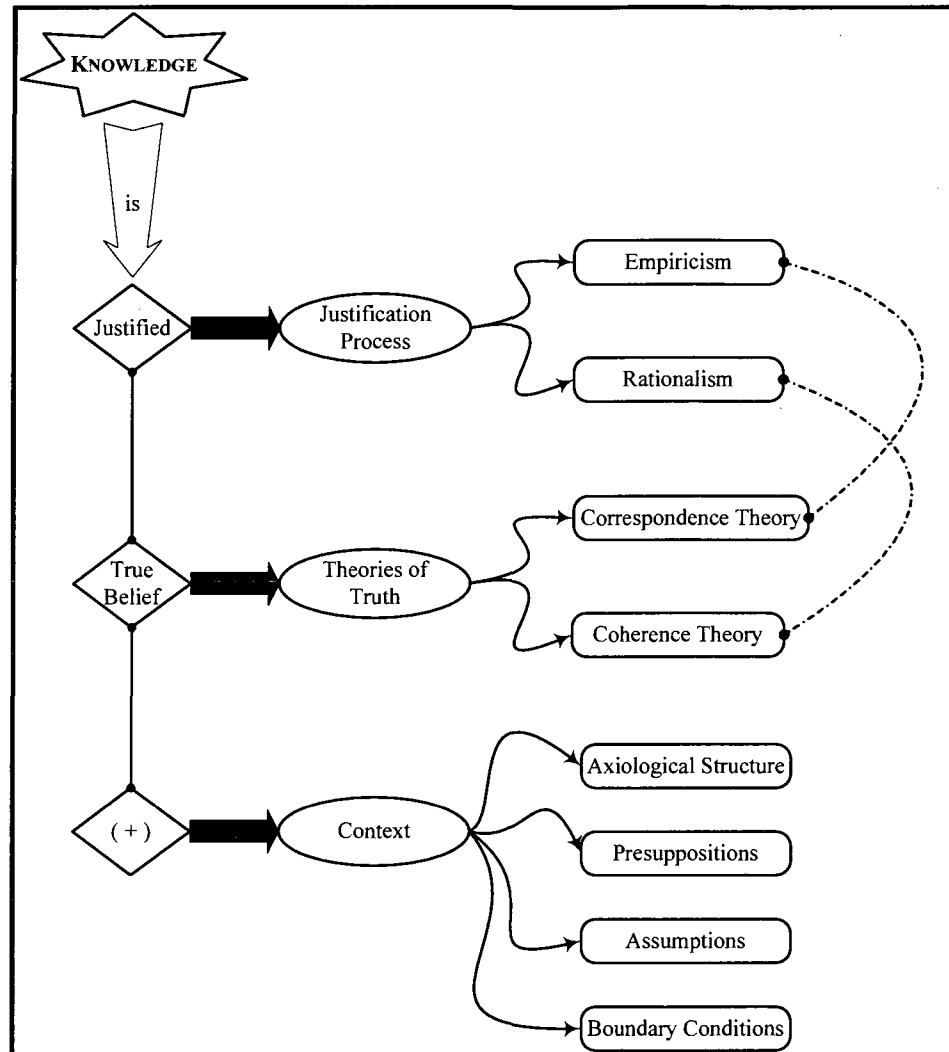 KNOWLEDGE
is
Justified
Justification
Process
Empiricism
Rationalism
True
Belief
Theories of
Truth
Correspondence Theory
Coherence Theory
( + )
Context
Axiological Structure
Presuppositions
Assumptions
Boundary Conditions